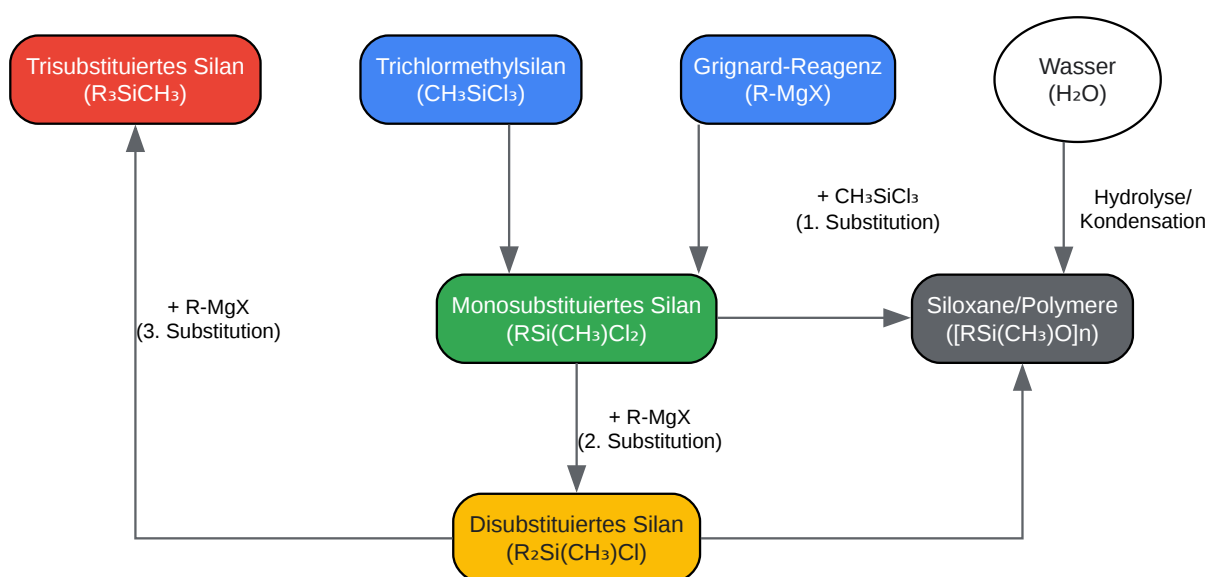 Trisubstituiertes Silan
(R₃SiCH₃)
Trichlormethylsilan
(CH₃SiCl₃)
Grignard-Reagenz
(R-MgX)
Wasser
(H₂O)
+ CH₃SiCl₃
(1. Substitution)
Hydrolyse/
Kondensation
+ R-MgX
(3. Substitution)
Monosubstituiertes Silan
(RSi(CH₃)Cl₂)
Siloxane/Polymere
([RSi(CH₃)O]n)
+ R-MgX
(2. Substitution)
Disubstituiertes Silan
(R₂Si(CH₃)Cl)